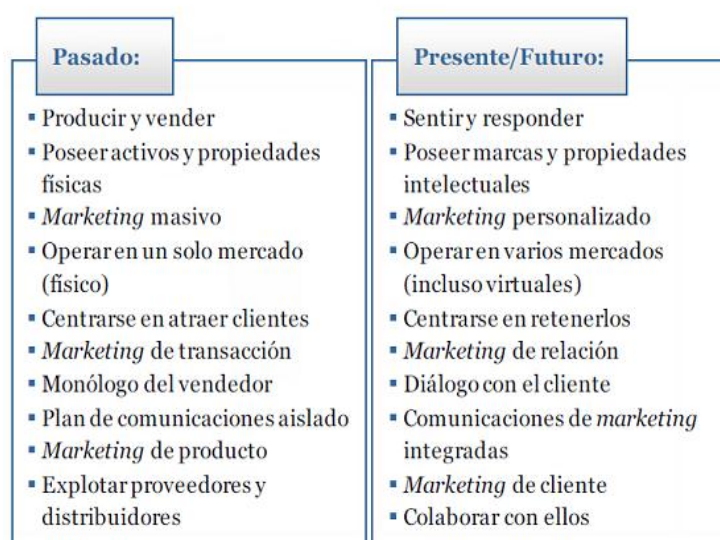 Pasado:
▪ Producir y vender
▪ Poseer activos y propiedades
físicas
▪ Marketing masivo
▪ Operar en un solo mercado
(físico)
▪ Centrarse en atraer clientes
▪ Marketing de transacción
▪ Monólogo del vendedor
▪ Plan de comunicaciones aislado
▪ Marketing de producto
▪ Explotar proveedores y
distribuidores
Presente/Futuro:
▪ Sentir y responder
▪ Poseer marcas y propiedades
intelectuales
▪ Marketing personalizado
▪ Operar en varios mercados
(incluso virtuales)
▪ Centrarse en retenerlos
▪ Marketing de relación
▪ Diálogo con el cliente
▪ Comunicaciones de marketing
integradas
▪ Marketing de cliente
▪ Colaborar con ellos